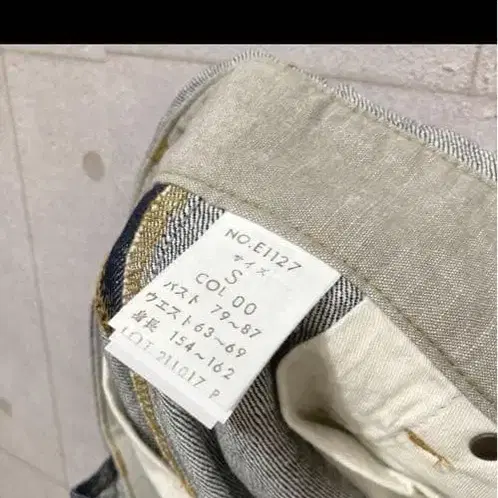 NO.E1127
サイズ
S
COL 00
バスト 79~87
ウエスト63~69
身長 154~162
LOT 211017 P